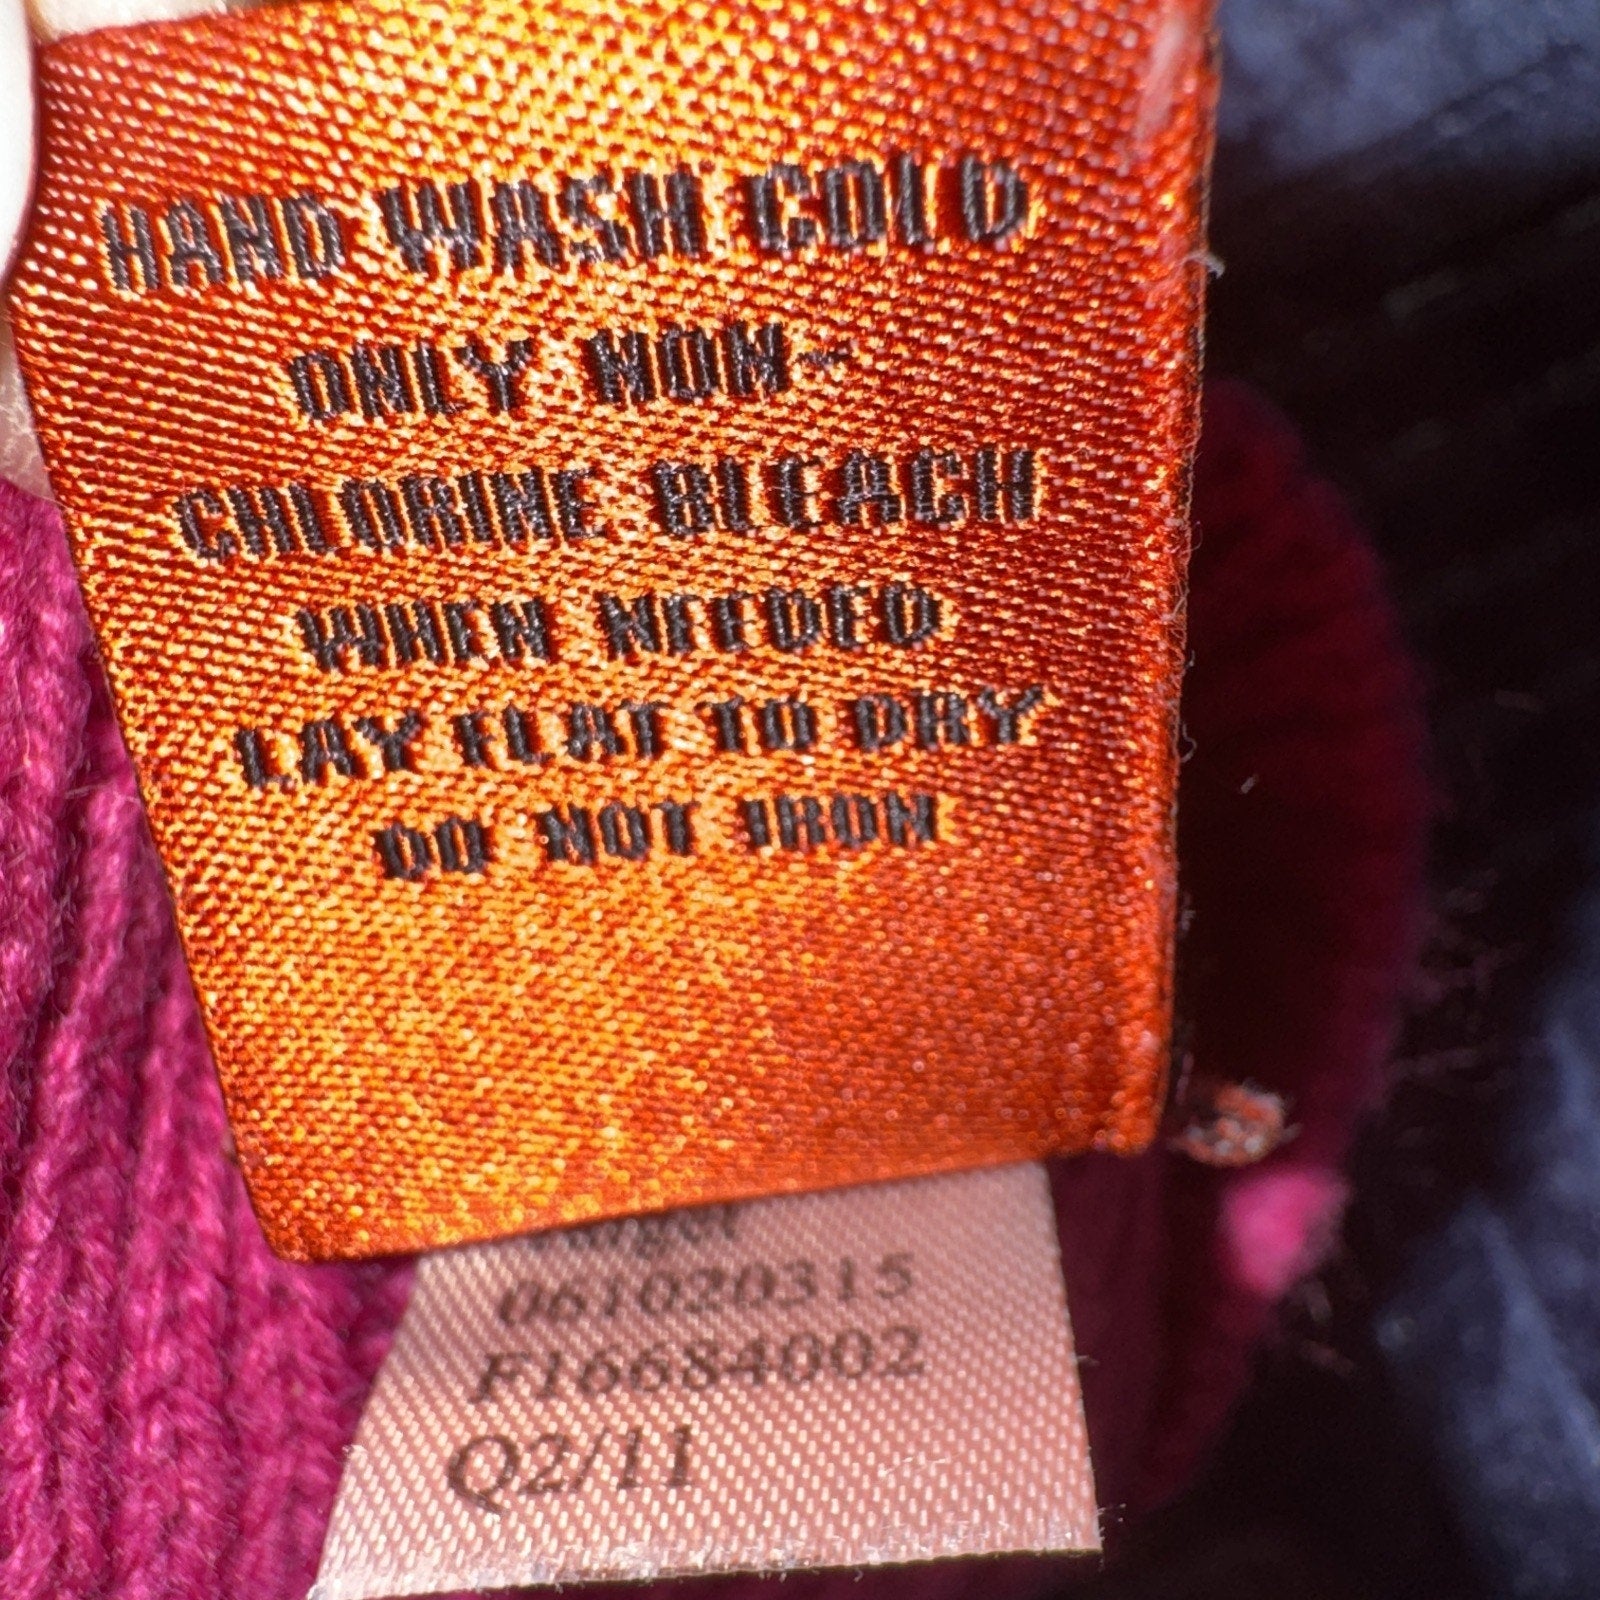 HAND WASH COLD
ONLY NON-
CHLORINE BLEACH
WHEN NEEDED
LAY FLAT TO DRY
DO NOT IRON
061020315
F16684002
Q2/11